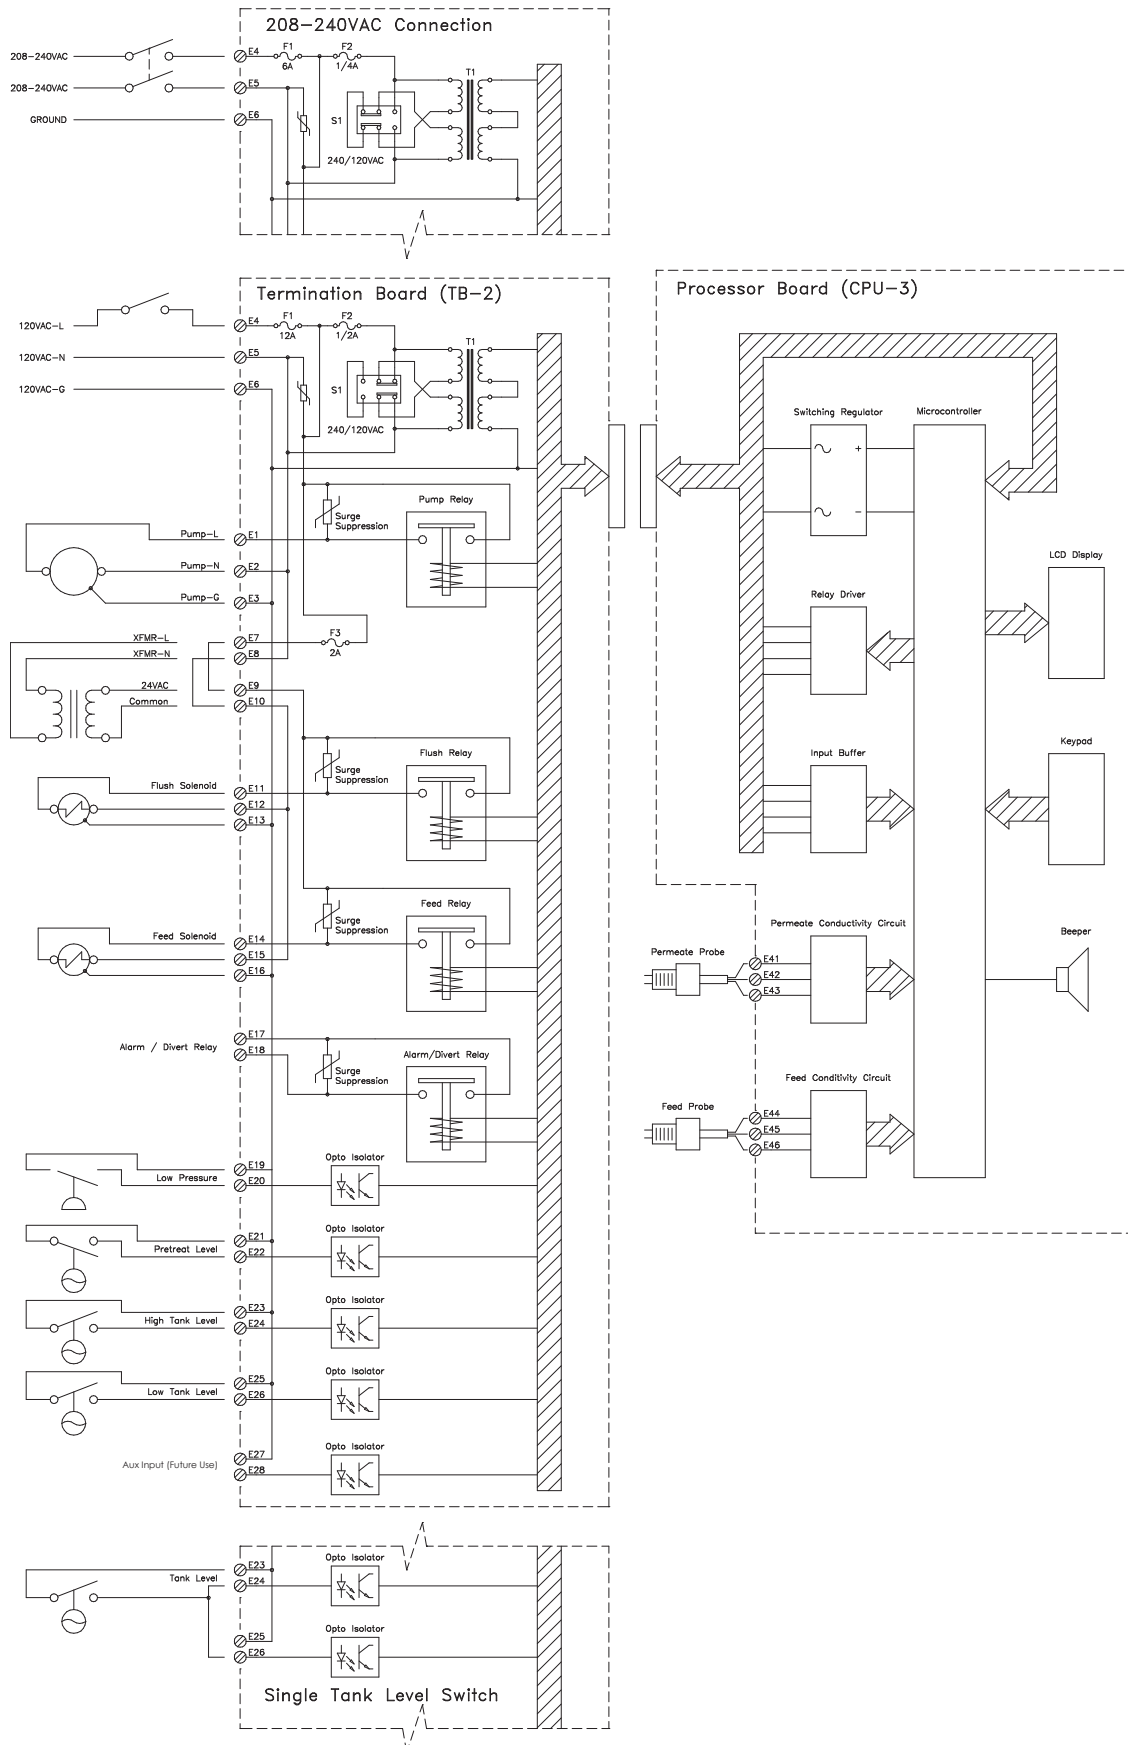 208-240VAC Connection
208-240VAC
208-240VAC
GROUND
E4
E5
E6
F1
6A
F2
1/4A
T1
S1
240/120VAC
Termination Board (TB-2)
120VAC-L
120VAC-N
120VAC-G
E4
E5
E6
F1
12A
F2
1/2A
T1
S1
240/120VAC
Pump-L
Pump-N
Pump-G
E1
E2
E3
Surge
Suppression
Pump Relay
XFMR-L
XFMR-N
24VAC
Common
E7
E8
E9
E10
F3
2A
Flush Solenoid
E11
E12
E13
Surge
Suppression
Flush Relay
Feed Solenoid
E14
E15
E16
Surge
Suppression
Feed Relay
Alarm / Divert Relay
E17
E18
Surge
Suppression
Alarm/Divert Relay
Low Pressure
E19
E20
Opto Isolator
Pretreat Level
E21
E22
Opto Isolator
High Tank Level
E23
E24
Opto Isolator
Low Tank Level
E25
E26
Opto Isolator
Aux Input (Future Use)
E27
E28
Opto Isolator
Tank Level
E23
E24
Opto Isolator
E25
E26
Opto Isolator
Single Tank Level Switch
Processor Board (CPU-3)
Switching Regulator
+
-
Microcontroller
LCD Display
Relay Driver
Input Buffer
Keypad
Permeate Conductivity Circuit
Permeate Probe
E41
E42
E43
Beeper
Feed Conditivity Circuit
Feed Probe
E44
E45
E46